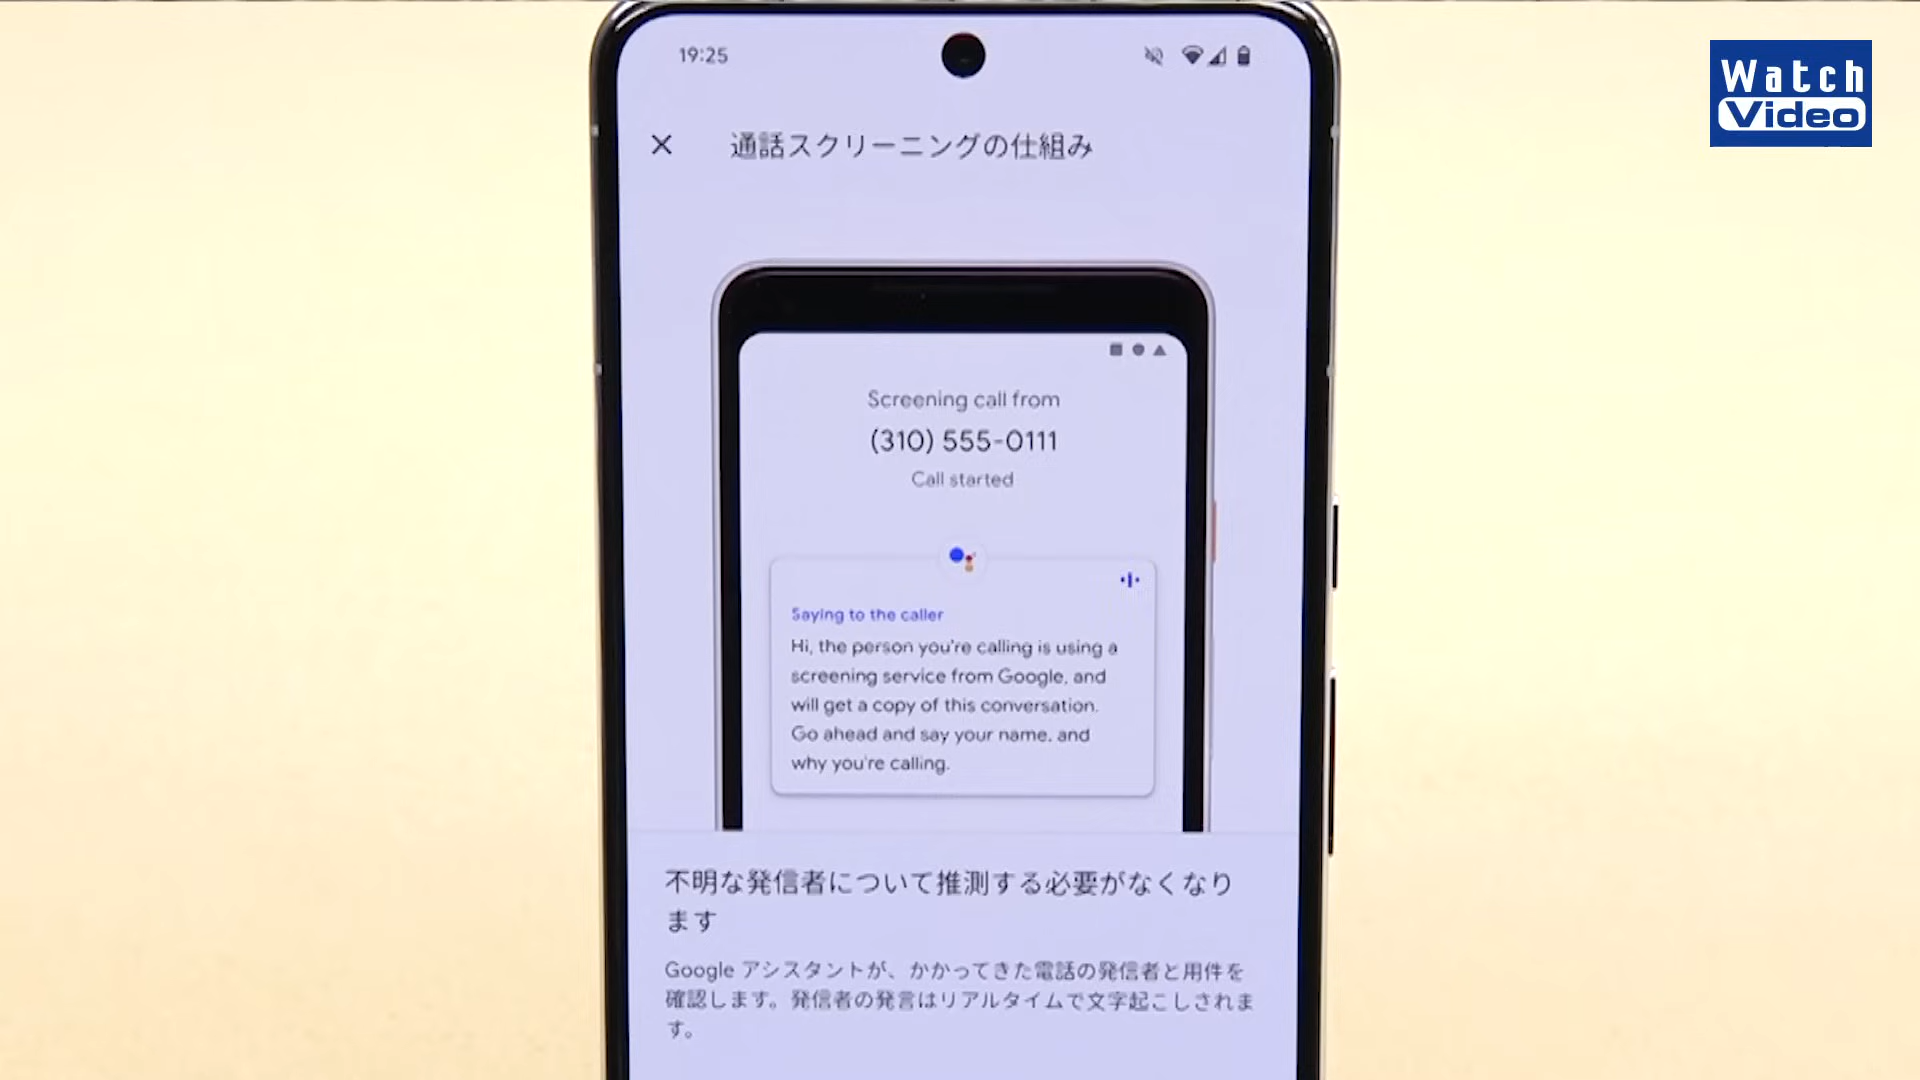 19:25
Watch
Video
通話スクリーニングの仕組み
Screening call from
(310) 555-0111
Call started
Saying to the caller
Hi, the person you're calling is using a
screening service from Google, and
will get a copy of this conversation.
Go ahead and say your name, and
why you're calling.
不明な発信者について推測する必要がなくなり
ます
Google アシスタントが、かかってきた電話の発信者と用件を
確認します。発信者の発言はリアルタイムで文字起こしされま
す。